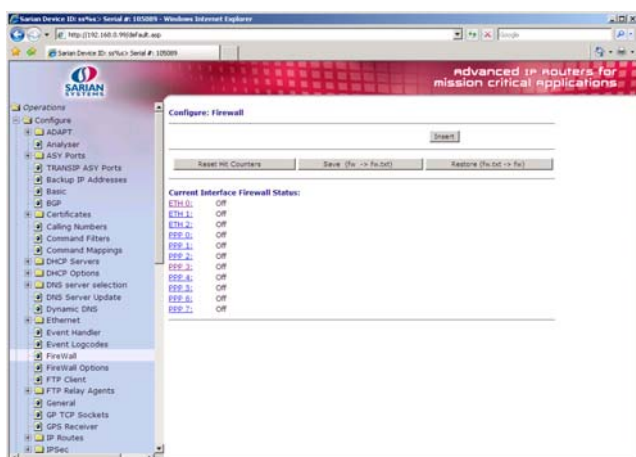 Sarian Device ID: ss%u> Serial #: 105089 - Windows Internet Explorer
http://192.168.0.99/default.asp
Google
Sarian Device ID: ss%u> Serial #: 105089
SARIAN
SYSTEMS
Advanced IP Routers for
mission critical Applications
Operations
Configure
ADAPT
Analyser
ASY Ports
TRANSIP ASY Ports
Backup IP Addresses
Basic
BGP
Certificates
Calling Numbers
Command Filters
Command Mappings
DHCP Servers
DHCP Options
DNS server selection
DNS Server Update
Dynamic DNS
Ethernet
Event Handler
Event Logcodes
FireWall
FireWall Options
FTP Client
FTP Relay Agents
General
GP TCP Sockets
GPS Receiver
IP Routes
IPSec
Configure: Firewall
Insert
Reset Hit Counters
Save (fw -> fw.txt)
Restore (fw.txt -> fw)
Current Interface Firewall Status:
ETH 0: Off
ETH 1: Off
ETH 2: Off
PPP 0: Off
PPP 1: Off
PPP 2: Off
PPP 3: Off
PPP 4: Off
PPP 5: Off
PPP 6: Off
PPP 7: Off